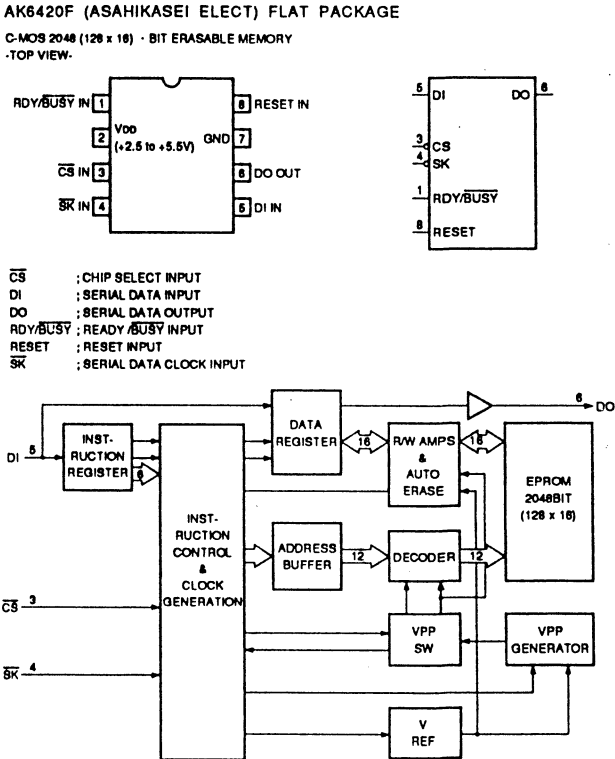 AK6420F (ASAHIKASEI ELECT) FLAT PACKAGE
C-MOS 2048 (128 x 16) · BIT ERASABLE MEMORY
-TOP VIEW-
RDY/BUSY IN 1
8 RESET IN
2 VDD
(+2.5 to +5.5V)
GND 7
CS IN 3
6 DO OUT
SK IN 4
5 DI IN
5 DI
DO 6
3 CS
4 SK
1 RDY/BUSY
8 RESET
CS ; CHIP SELECT INPUT
DI ; SERIAL DATA INPUT
DO ; SERIAL DATA OUTPUT
RDY/BUSY ; READY/BUSY INPUT
RESET ; RESET INPUT
SK ; SERIAL DATA CLOCK INPUT
6 DO
DATA
REGISTER
DI 5
INST-
RUCTION
REGISTER
6
16
R/W AMPS
&
AUTO
ERASE
16
EPROM
2048BIT
(128 x 16)
INST-
RUCTION
CONTROL
&
CLOCK
GENERATION
ADDRESS
BUFFER
12
DECODER
12
CS 3
VPP
SW
VPP
GENERATOR
SK 4
V
REF